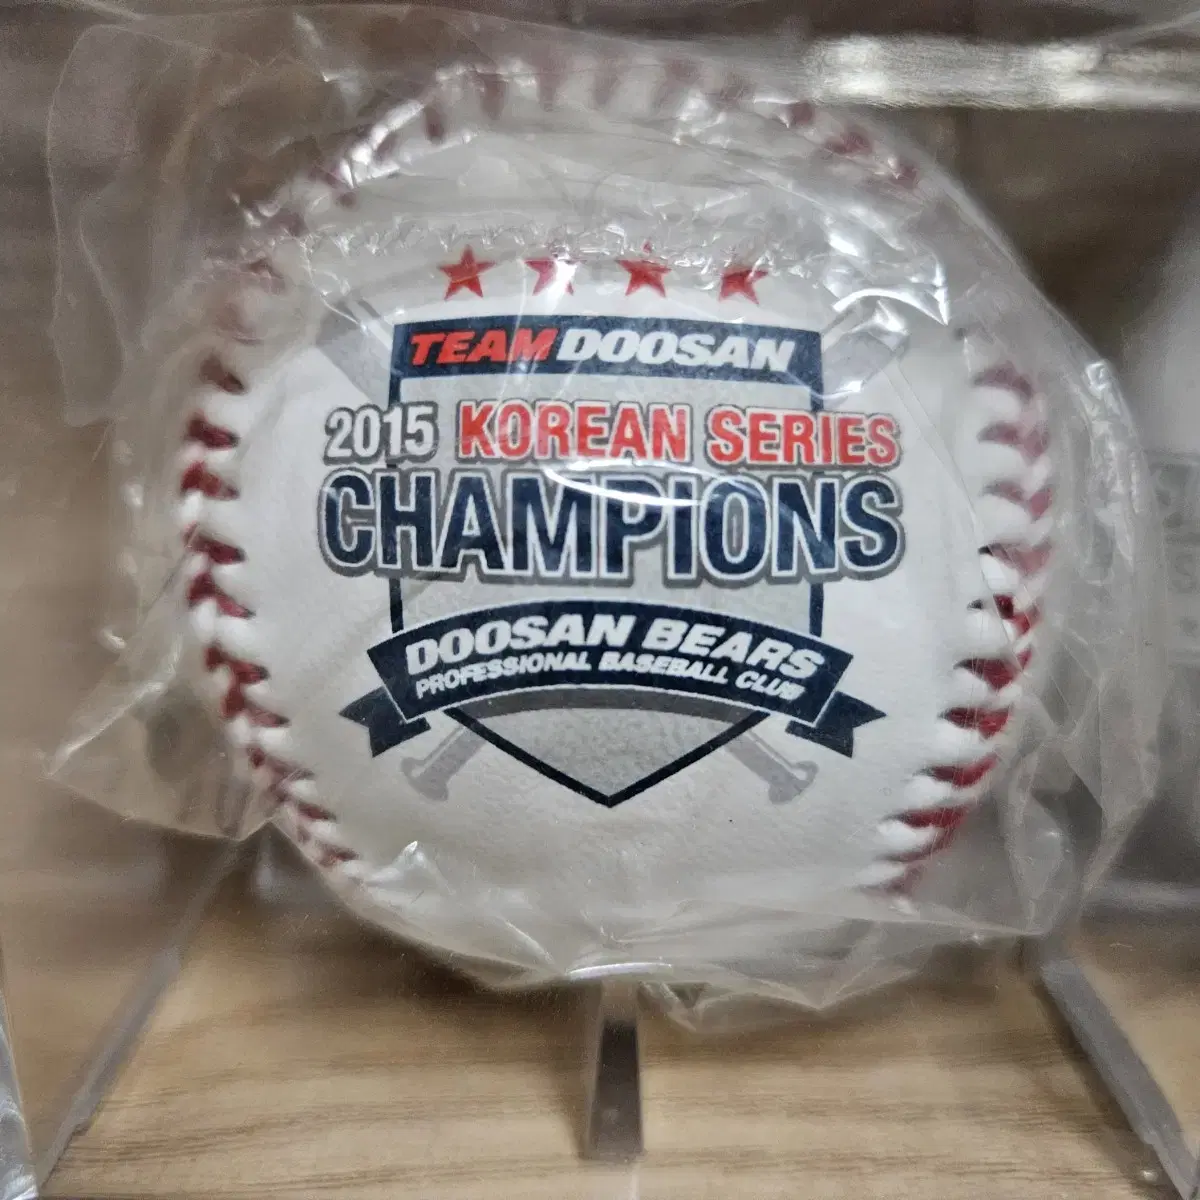 TEAM DOOSAN
2015 KOREAN SERIES
CHAMPIONS
DOOSAN BEARS
PROFESSIONAL BASEBALL CLUB